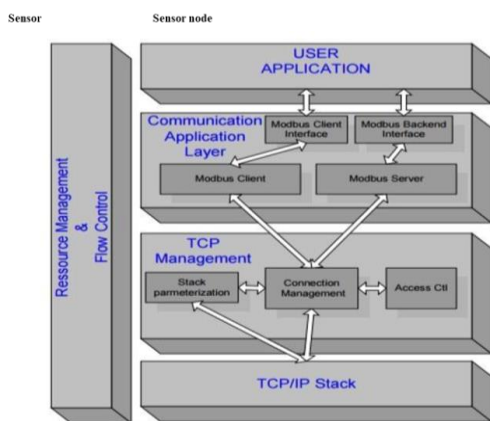 Sensor
Sensor node
USER
APPLICATION
Communication
Application
Layer
Modbus Client
Interface
Modbus Backend
Interface
Modbus Client
Modbus Server
Ressource Management
&
Flow Control
TCP
Management
Stack
parmeterization
Connection
Management
Access Ctl
TCP/IP Stack